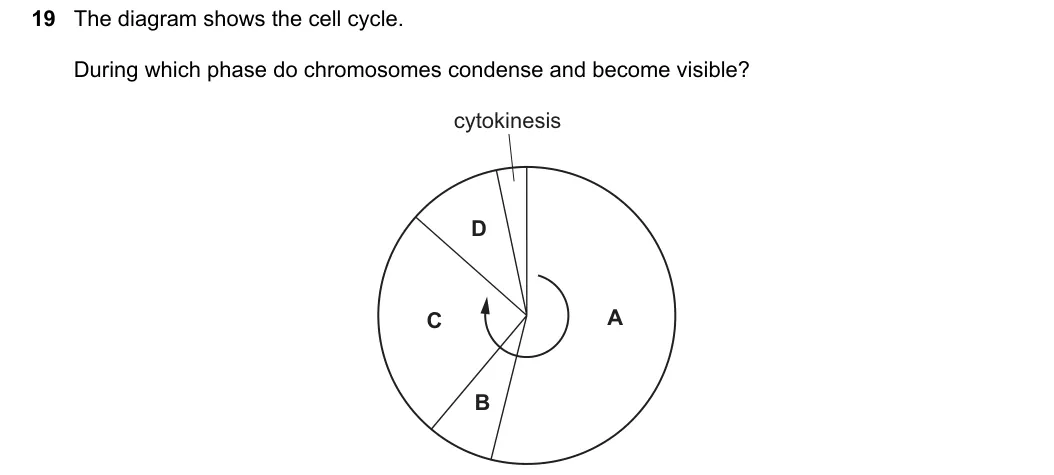 19 The diagram shows the cell cycle.
During which phase do chromosomes condense and become visible?
cytokinesis
D
C
A
B